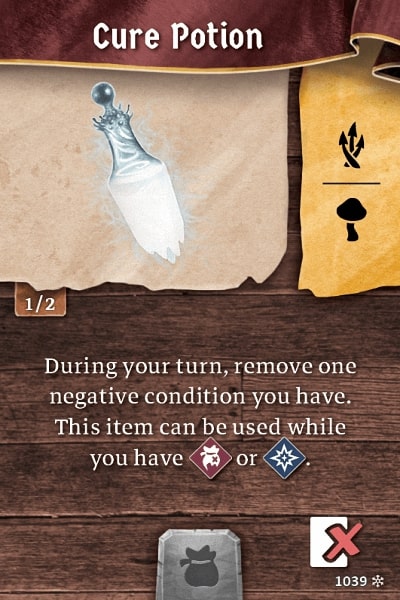 Cure Potion
1/2
During your turn, remove one
negative condition you have.
This item can be used while
you have or .
1039